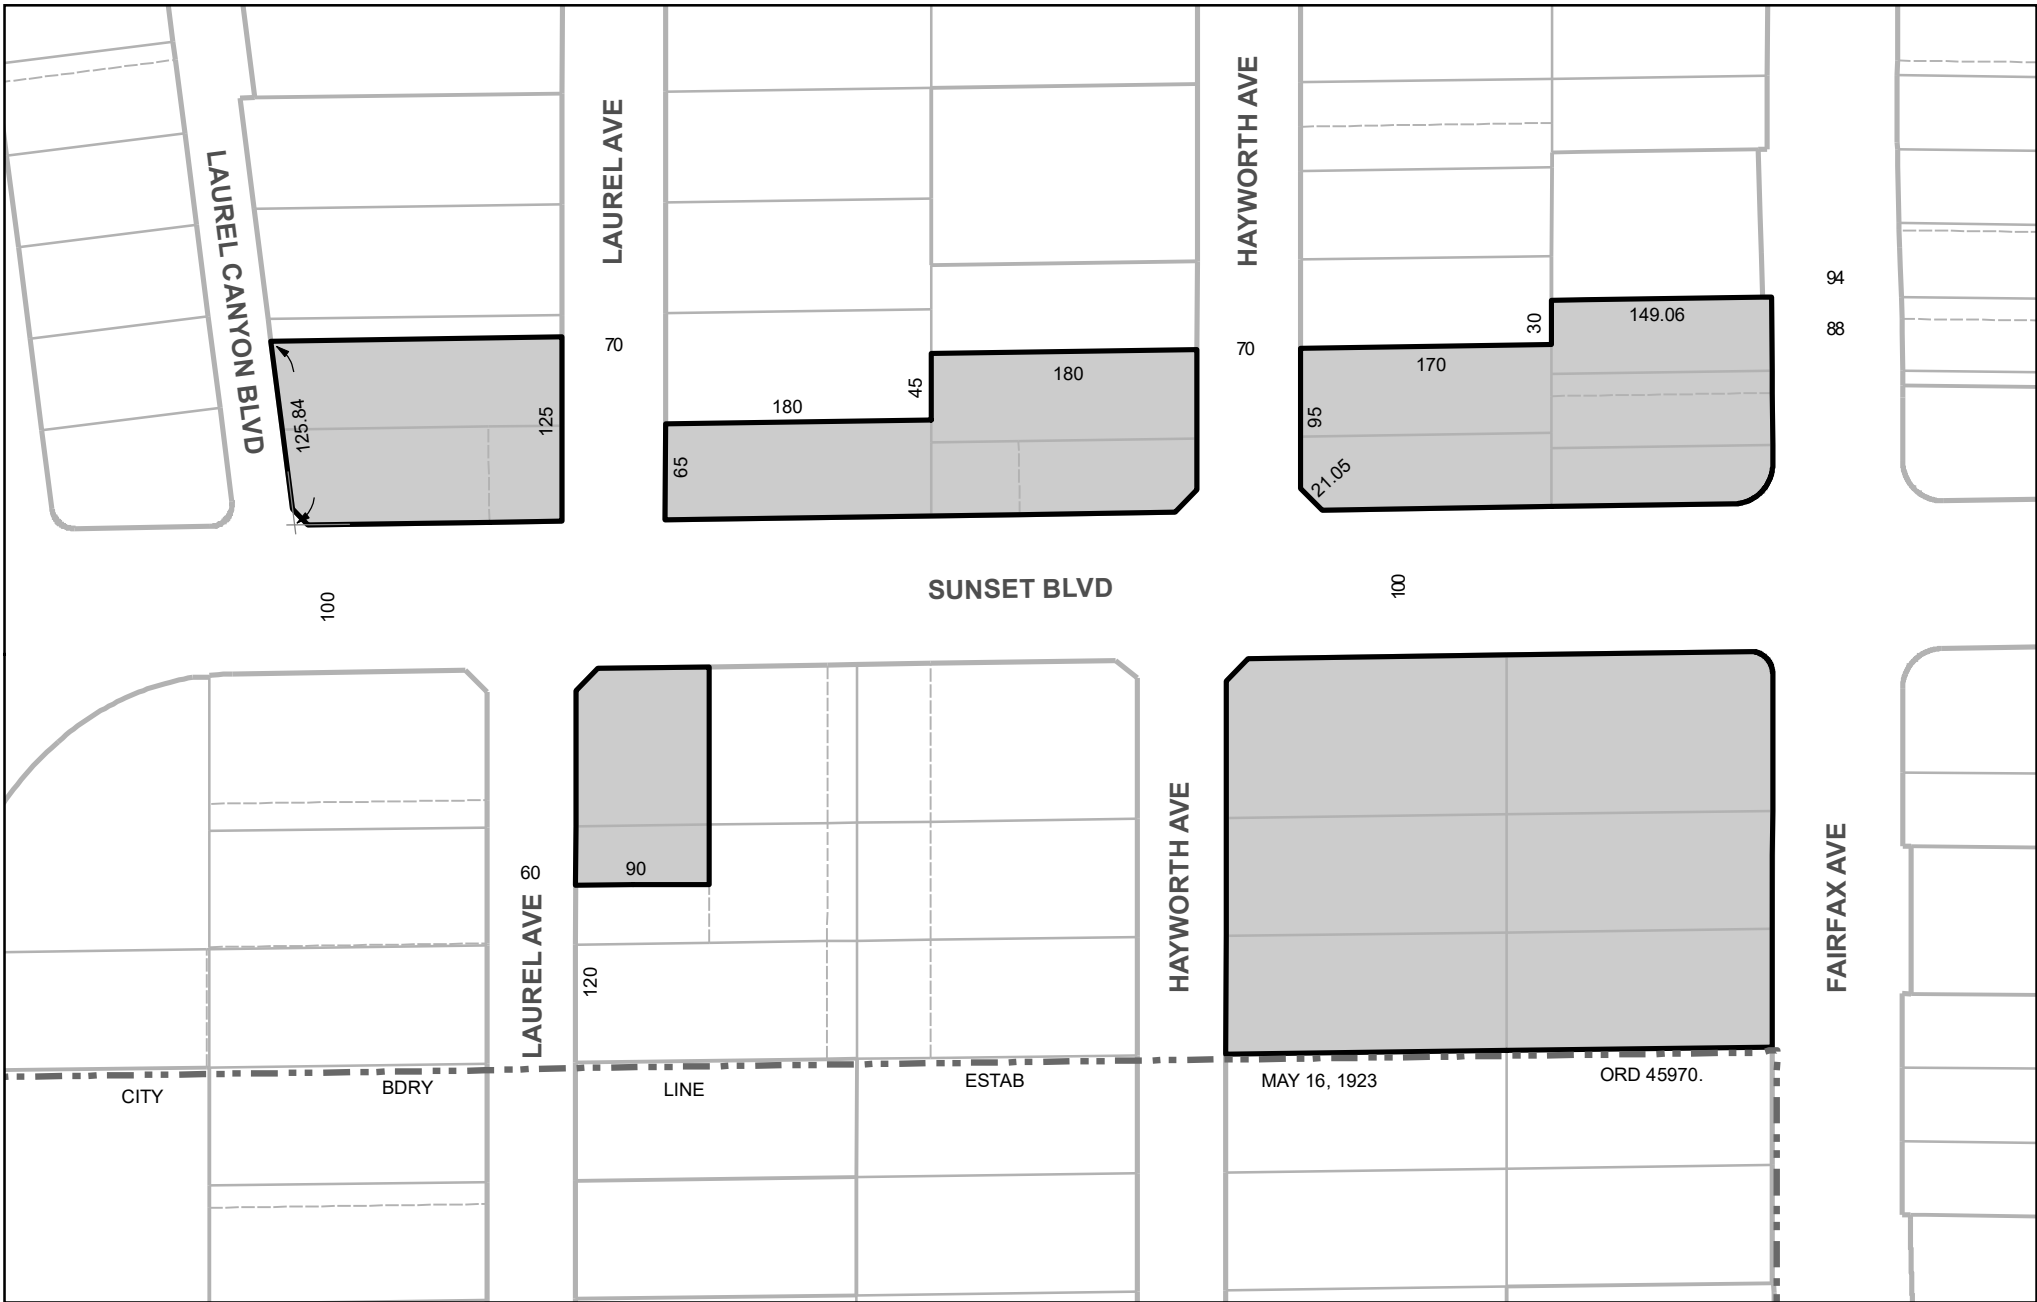 LAUREL CANYON BLVD
LAUREL AVE
HAYWORTH AVE
94
88
70
70
30
149.06
170
180
45
180
125.84
125
65
95
21.05
100
SUNSET BLVD
100
60
90
LAUREL AVE
120
HAYWORTH AVE
FAIRFAX AVE
CITY
BDRY
LINE
ESTAB
MAY 16, 1923
ORD 45970.